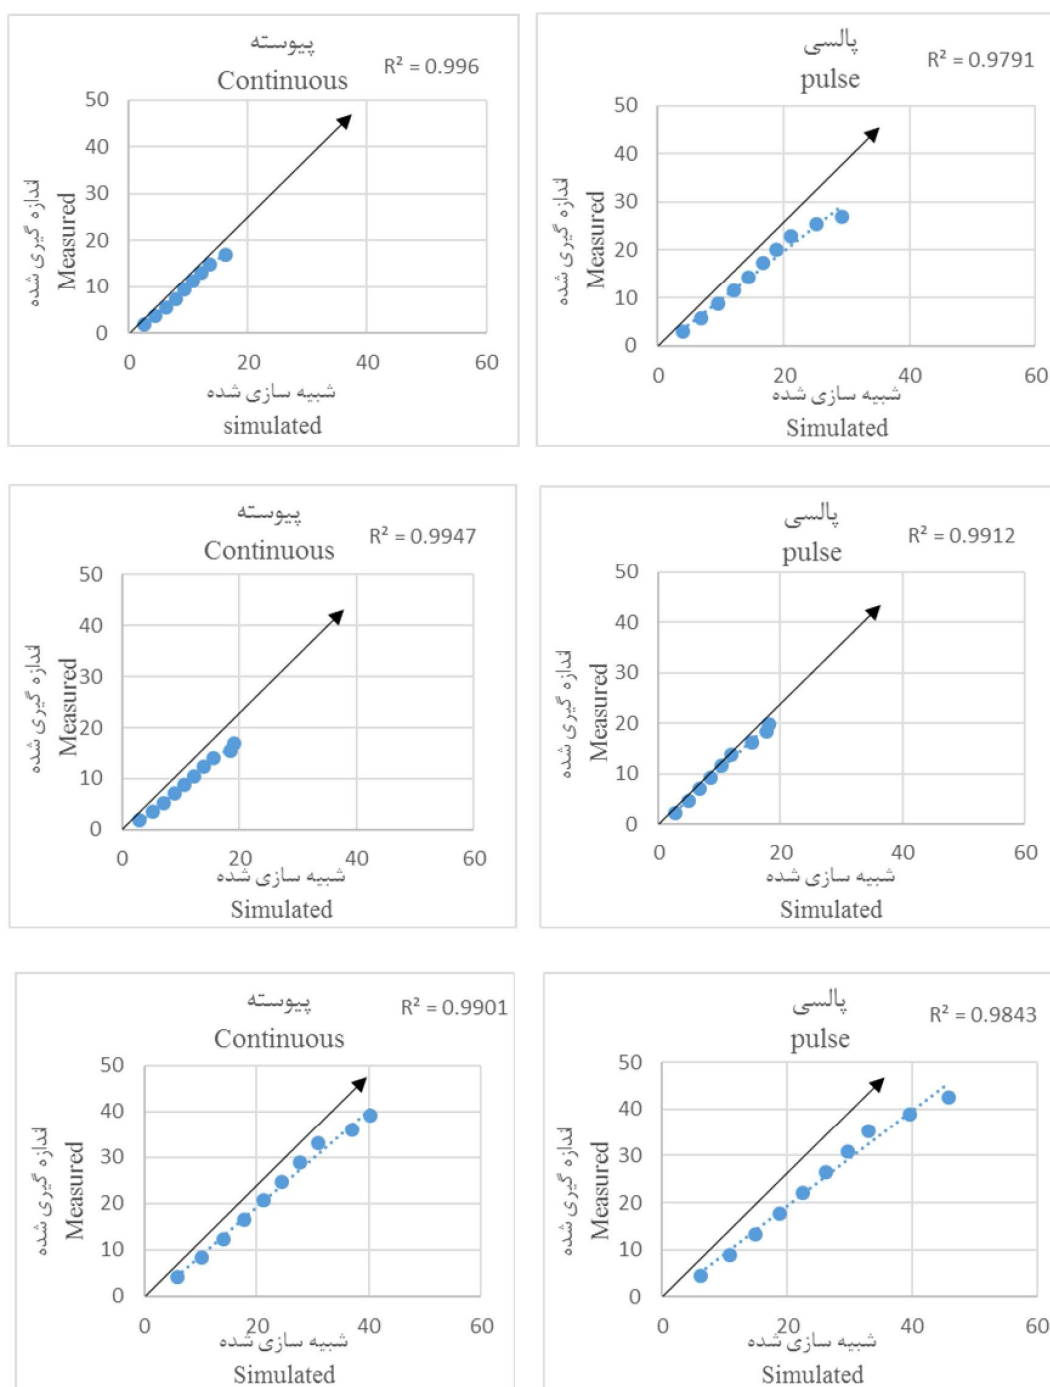 پیوسته
Continuous
R² = 0.996
50
40
30
20
10
0
اندازه گیری شده
Measured
0 20 40 60
شبیه سازی شده
simulated
پالسی
pulse
R² = 0.9791
50
40
30
20
10
0
اندازه گیری شده
Measured
0 20 40 60
شبیه سازی شده
Simulated
پیوسته
Continuous
R² = 0.9947
50
40
30
20
10
0
اندازه گیری شده
Measured
0 20 40 60
شبیه سازی شده
Simulated
پالسی
pulse
R² = 0.9912
50
40
30
20
10
0
اندازه گیری شده
Measured
0 20 40 60
شبیه سازی شده
Simulated
پیوسته
Continuous
R² = 0.9901
50
40
30
20
10
0
اندازه گیری شده
Measured
0 20 40 60
شبیه سازی شده
Simulated
پالسی
pulse
R² = 0.9843
50
40
30
20
10
0
اندازه گیری شده
Measured
0 20 40 60
شبیه سازی شده
Simulated